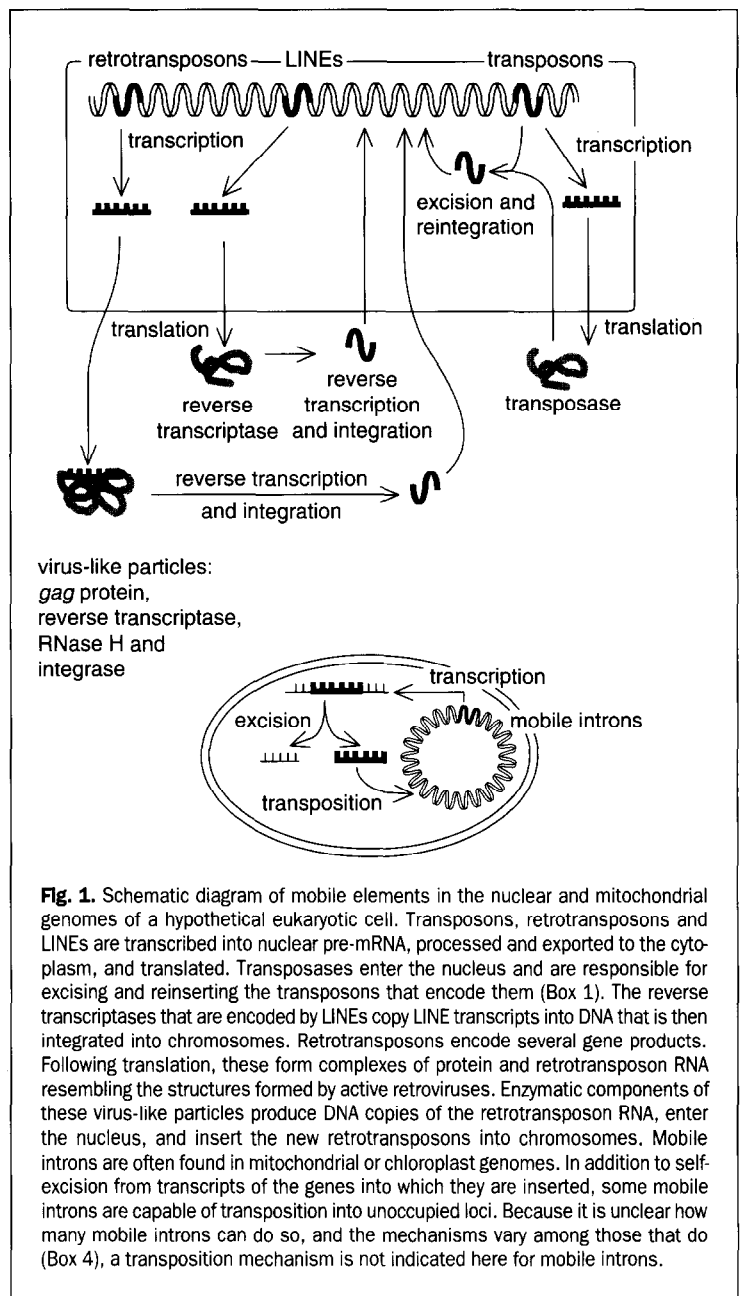 retrotransposons LINEs transposons
transcription
transcription
excision and
reintegration
translation
translation
reverse
transcriptase
reverse
transcription
and integration
transposase
reverse transcription
and integration
virus-like particles:
gag protein,
reverse transcriptase,
RNase H and
integrase
transcription
excision
mobile introns
transposition
Fig. 1. Schematic diagram of mobile elements in the nuclear and mitochondrial
genomes of a hypothetical eukaryotic cell. Transposons, retrotransposons and
LINEs are transcribed into nuclear pre-mRNA, processed and exported to the cyto-
plasm, and translated. Transposases enter the nucleus and are responsible for
excising and reinserting the transposons that encode them (Box 1). The reverse
transcriptases that are encoded by LINEs copy LINE transcripts into DNA that is then
integrated into chromosomes. Retrotransposons encode several gene products.
Following translation, these form complexes of protein and retrotransposon RNA
resembling the structures formed by active retroviruses. Enzymatic components of
these virus-like particles produce DNA copies of the retrotransposon RNA, enter
the nucleus, and insert the new retrotransposons into chromosomes. Mobile
introns are often found in mitochondrial or chloroplast genomes. In addition to self-
excision from transcripts of the genes into which they are inserted, some mobile
introns are capable of transposition into unoccupied loci. Because it is unclear how
many mobile introns can do so, and the mechanisms vary among those that do
(Box 4), a transposition mechanism is not indicated here for mobile introns.